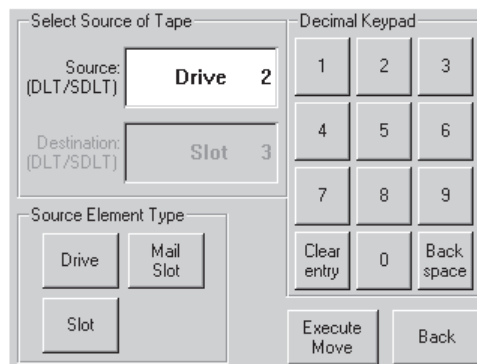 Select Source of Tape
Source:
(DLT/SDLT)
Drive 2
Destination:
(DLT/SDLT)
Slot 3
Source Element Type
Drive
Mail
Slot
Slot
Decimal Keypad
1 2 3
4 5 6
7 8 9
Clear
entry
0
Back
space
Execute
Move
Back